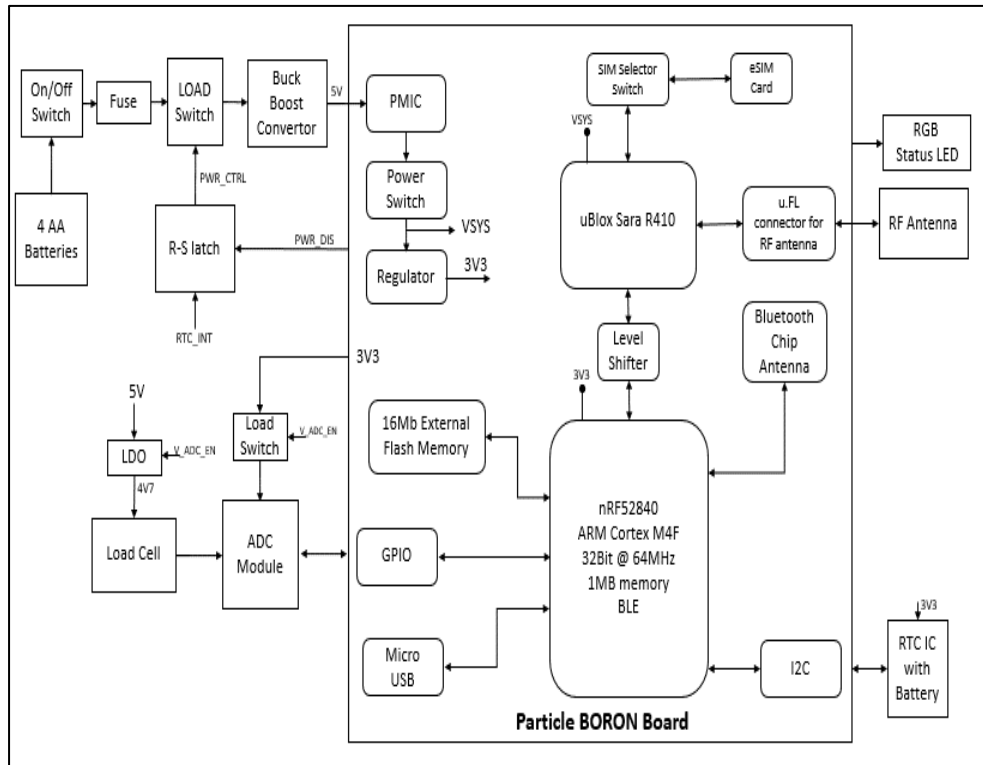 On/Off
Switch
Fuse
LOAD
Switch
Buck
Boost
Convertor
5V
PMIC
SIM Selector
Switch
eSIM
Card
RGB
Status LED
VSYS
4 AA
Batteries
PWR_CTRL
R-S latch
PWR_DIS
RTC_INT
Power
Switch
VSYS
Regulator
3V3
uBlox Sara R410
u.FL
connector for
RF antenna
RF Antenna
Level
Shifter
Bluetooth
Chip
Antenna
3V3
5V
LDO
V_ADC_EN
4V7
Load Cell
3V3
Load
Switch
V_ADC_EN
ADC
Module
16Mb External
Flash Memory
GPIO
Micro
USB
nRF52840
ARM Cortex M4F
32Bit @ 64MHz
1MB memory
BLE
I2C
3V3
RTC IC
with
Battery
Particle BORON Board